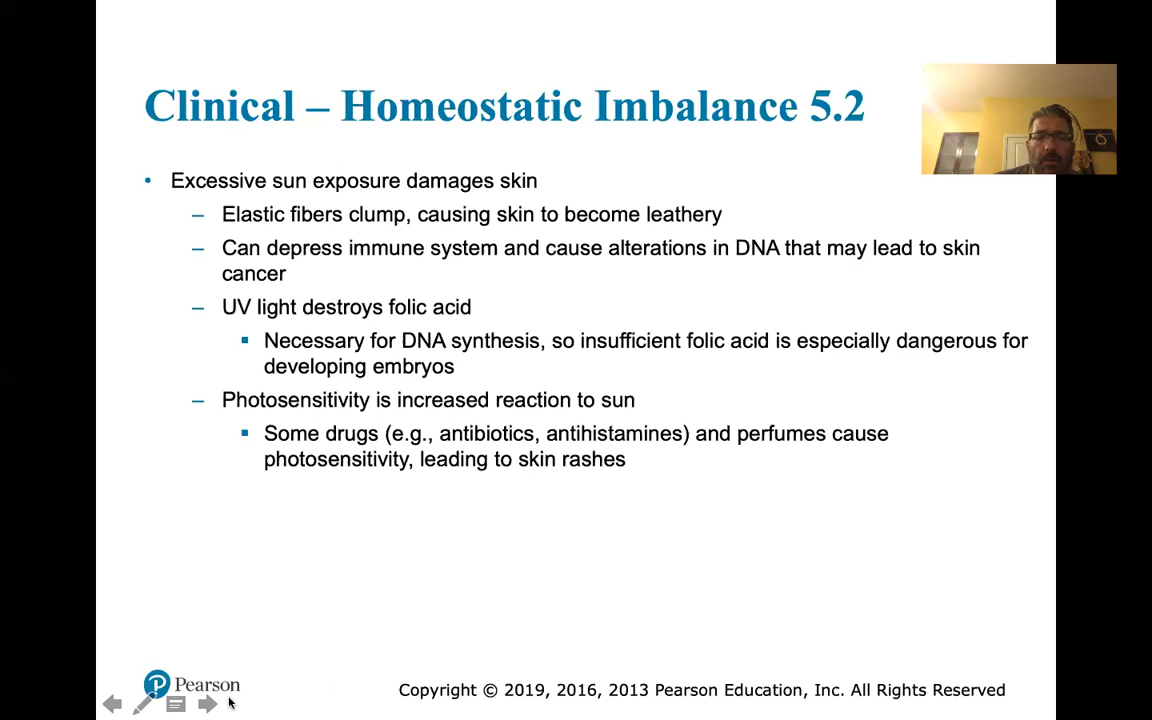 Clinical – Homeostatic Imbalance 5.2
• Excessive sun exposure damages skin
– Elastic fibers clump, causing skin to become leathery
– Can depress immune system and cause alterations in DNA that may lead to skin
cancer
– UV light destroys folic acid
▪ Necessary for DNA synthesis, so insufficient folic acid is especially dangerous for
developing embryos
– Photosensitivity is increased reaction to sun
▪ Some drugs (e.g., antibiotics, antihistamines) and perfumes cause
photosensitivity, leading to skin rashes
P Pearson
Copyright © 2019, 2016, 2013 Pearson Education, Inc. All Rights Reserved